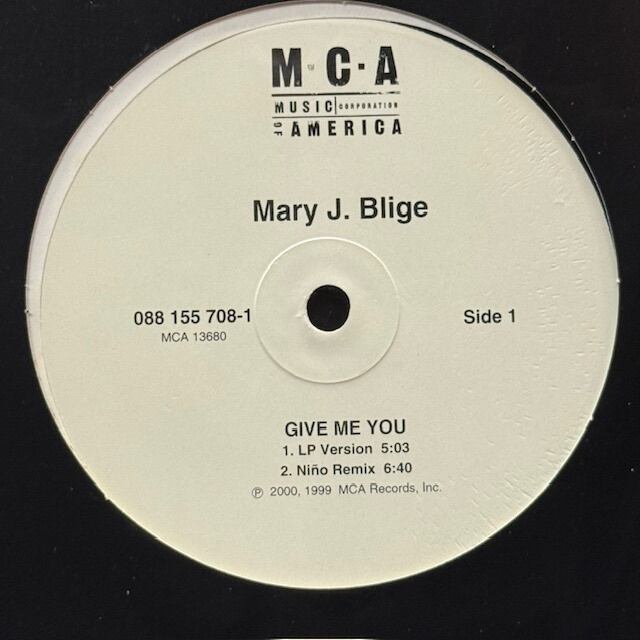 M·C·A
MUSIC CORPORATION
OF AMERICA
Mary J. Blige
088 155 708-1
MCA 13680
Side 1
GIVE ME YOU
1. LP Version 5:03
2. Niño Remix 6:40
℗ 2000, 1999 MCA Records, Inc.